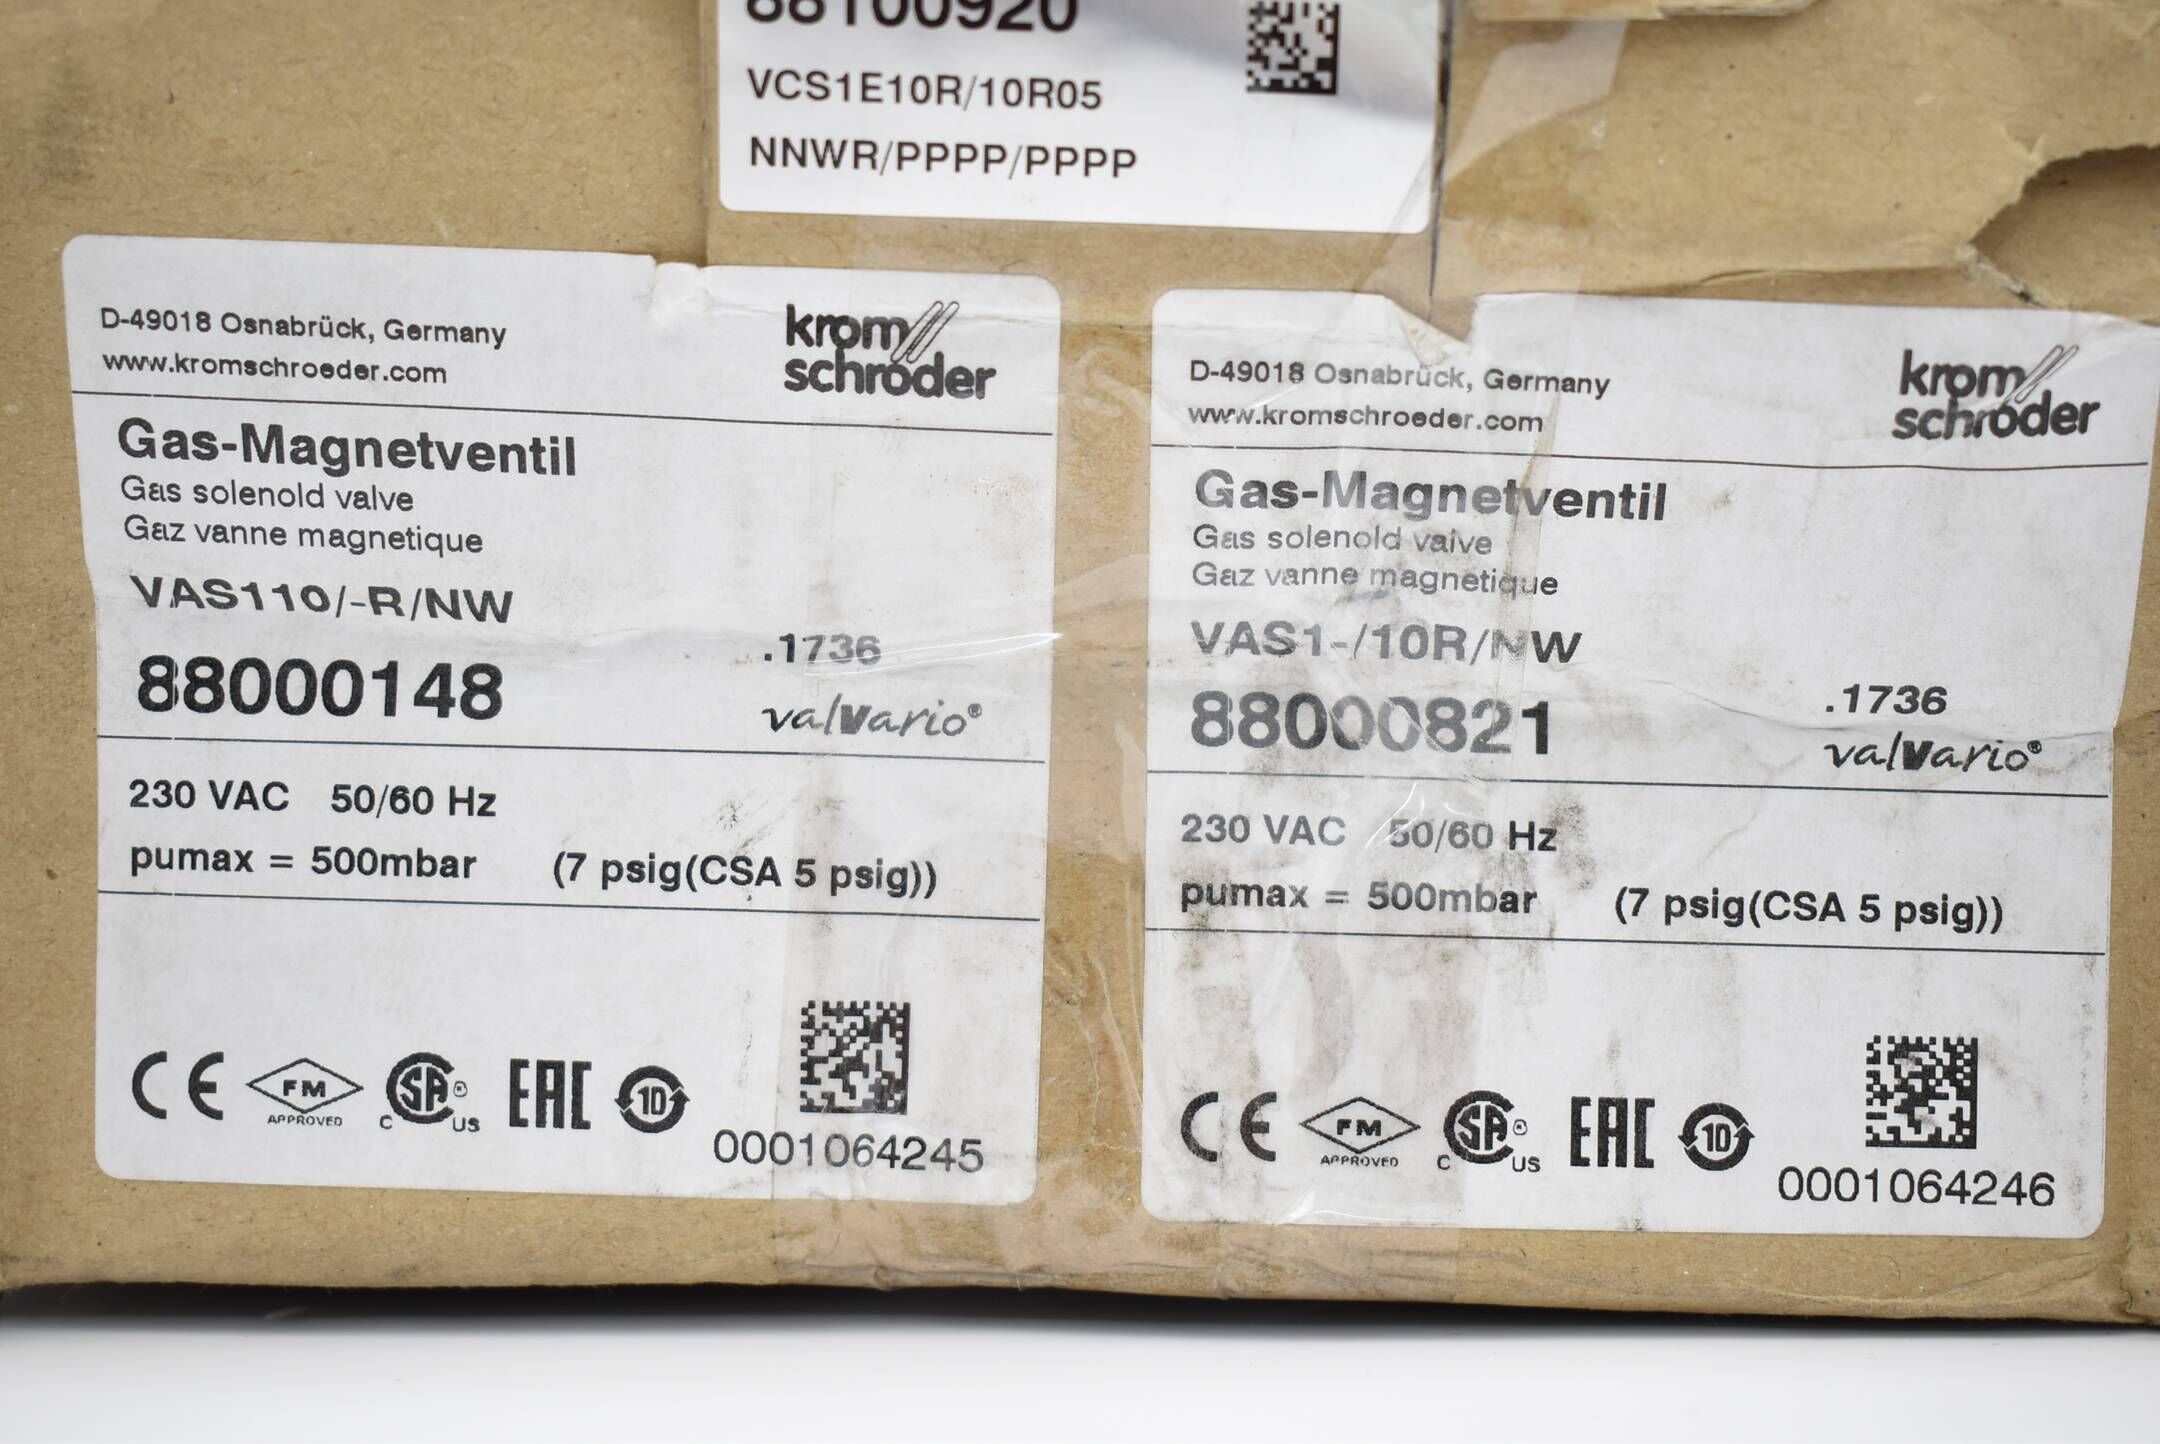 88100920
VCS1E10R/10R05
NNWR/PPPP/PPPP
D-49018 Osnabrück, Germany
www.kromschroeder.com
krom
schröder
Gas-Magnetventil
Gas solenoid valve
Gaz vanne magnetique
VAS110/-R/NW
.1736
88000148
valVario®
230 VAC 50/60 Hz
pumax = 500mbar (7 psig(CSA 5 psig))
CE
FM
APPROVED
C SA ® US
EAC
10
0001064245
D-49018 Osnabrück, Germany
www.kromschroeder.com
krom
schröder
Gas-Magnetventil
Gas solenoid valve
Gaz vanne magnetique
VAS1-/10R/NW
.1736
88000821
valVario®
230 VAC 50/60 Hz
pumax = 500mbar (7 psig(CSA 5 psig))
CE
FM
APPROVED
C SA ® US
EAC
10
0001064246